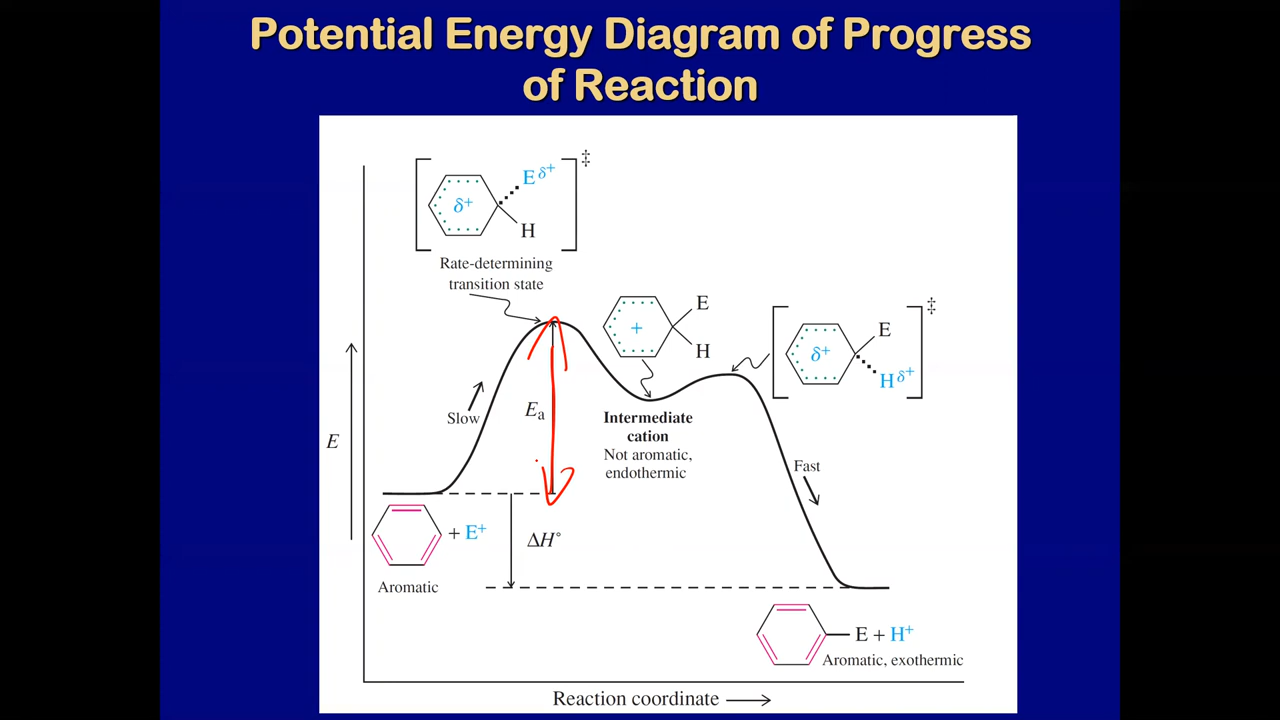 Potential Energy Diagram of Progress
of Reaction
E δ+
‡
δ+
H
Rate-determining
transition state
E
+
H
‡
E
δ+
H δ+
Slow
Ea
Intermediate
cation
Not aromatic,
endothermic
E
Fast
+ E+
ΔH°
Aromatic
E + H+
Aromatic, exothermic
Reaction coordinate